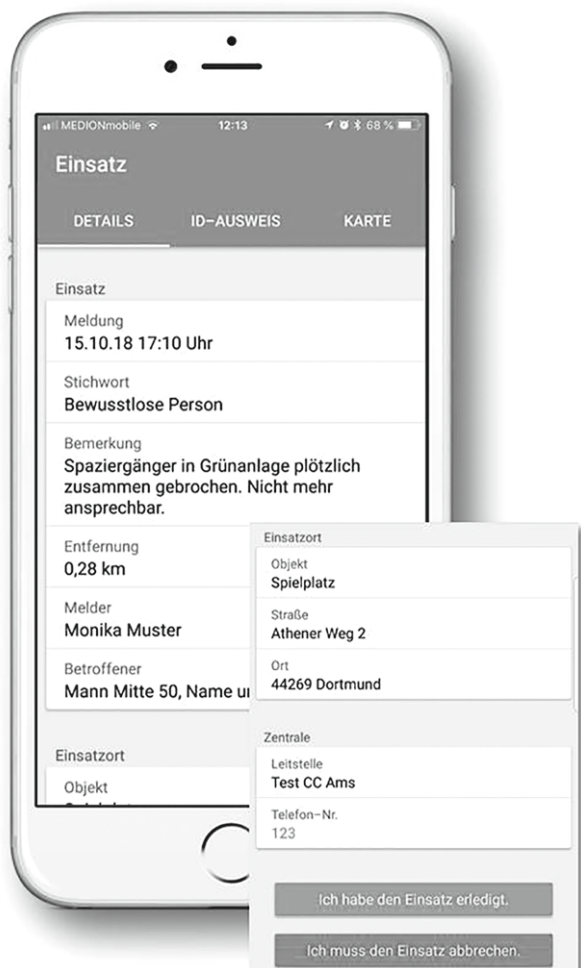 MEDIONmobile 12:13 68 %
Einsatz
DETAILS ID-AUSWEIS KARTE
Einsatz
Meldung
15.10.18 17:10 Uhr
Stichwort
Bewusstlose Person
Bemerkung
Spaziergänger in Grünanlage plötzlich
zusammen gebrochen. Nicht mehr
ansprechbar.
Entfernung
0,28 km
Melder
Monika Muster
Betroffener
Mann Mitte 50, Name
Einsatzort
Objekt
Einsatzort
Objekt
Spielplatz
Straße
Athener Weg 2
Ort
44269 Dortmund
Zentrale
Leitstelle
Test CC Ams
Telefon-Nr.
123
Ich habe den Einsatz erledigt.
Ich muss den Einsatz abbrechen.